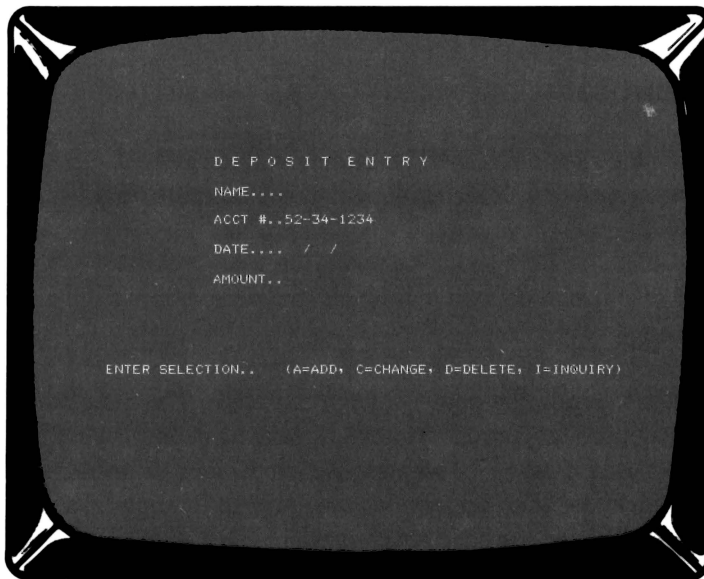 D E P O S I T   E N T R Y
NAME....
ACCT #..52-34-1234
DATE.... / /
AMOUNT..
ENTER SELECTION.. (A=ADD, C=CHANGE, D=DELETE, I=INQUIRY)